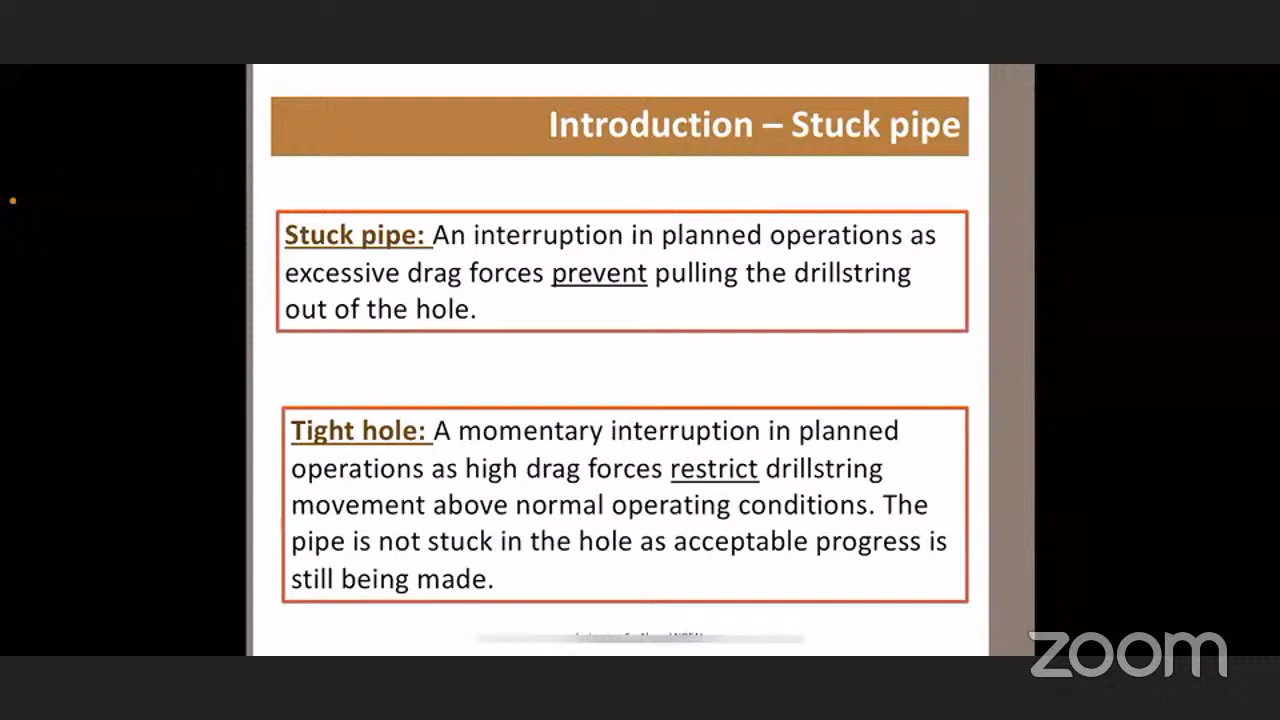 Introduction – Stuck pipe
Stuck pipe: An interruption in planned operations as
excessive drag forces prevent pulling the drillstring
out of the hole.
Tight hole: A momentary interruption in planned
operations as high drag forces restrict drillstring
movement above normal operating conditions. The
pipe is not stuck in the hole as acceptable progress is
still being made.
zoom